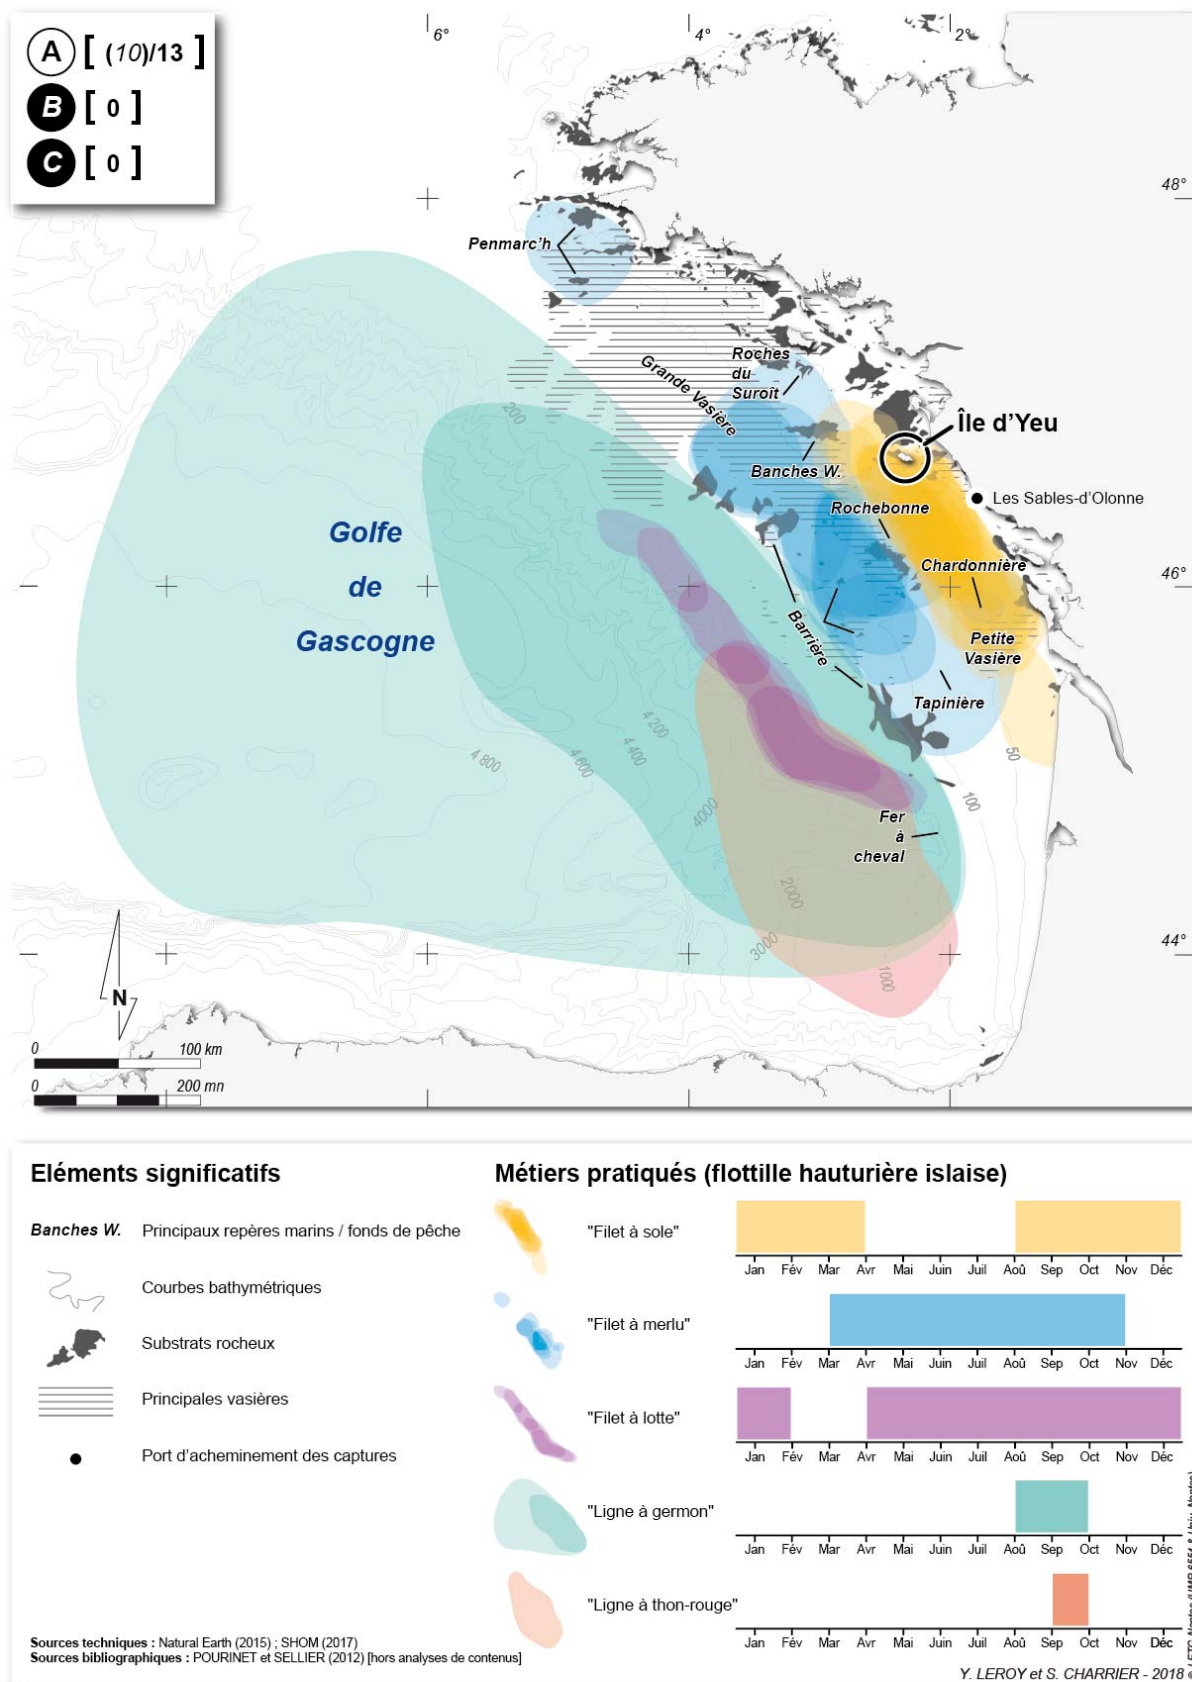 A [ (10)/13 ]
B [ 0 ]
C [ 0 ]
6°
4°
2°
48°
46°
44°
Penmarc'h
Roches
du
Suroît
Grande Vasière
Île d'Yeu
Banches W.
Les Sables-d'Olonne
Rochebonne
Chardonnière
Petite
Vasière
Barrière
Tapinière
Fer
à
cheval
Golfe
de
Gascogne
200
4 800
4 600
4 400
4 200
4000
2000
3000
1000
100
50
N
0 100 km
0 200 mn
Eléments significatifs
Banches W. Principaux repères marins / fonds de pêche
Courbes bathymétriques
Substrats rocheux
Principales vasières
Port d'acheminement des captures
Sources techniques : Natural Earth (2015) ; SHOM (2017)
Sources bibliographiques : POURINET et SELLIER (2012) [hors analyses de contenus]
Métiers pratiqués (flottille hauturière islaise)
"Filet à sole"
Jan Fév Mar Avr Mai Juin Juil Aoû Sep Oct Nov Déc
"Filet à merlu"
Jan Fév Mar Avr Mai Juin Juil Aoû Sep Oct Nov Déc
"Filet à lotte"
Jan Fév Mar Avr Mai Juin Juil Aoû Sep Oct Nov Déc
"Ligne à germon"
Jan Fév Mar Avr Mai Juin Juil Aoû Sep Oct Nov Déc
"Ligne à thon-rouge"
Jan Fév Mar Avr Mai Juin Juil Aoû Sep Oct Nov Déc
Y. LEROY et S. CHARRIER - 2018 ©